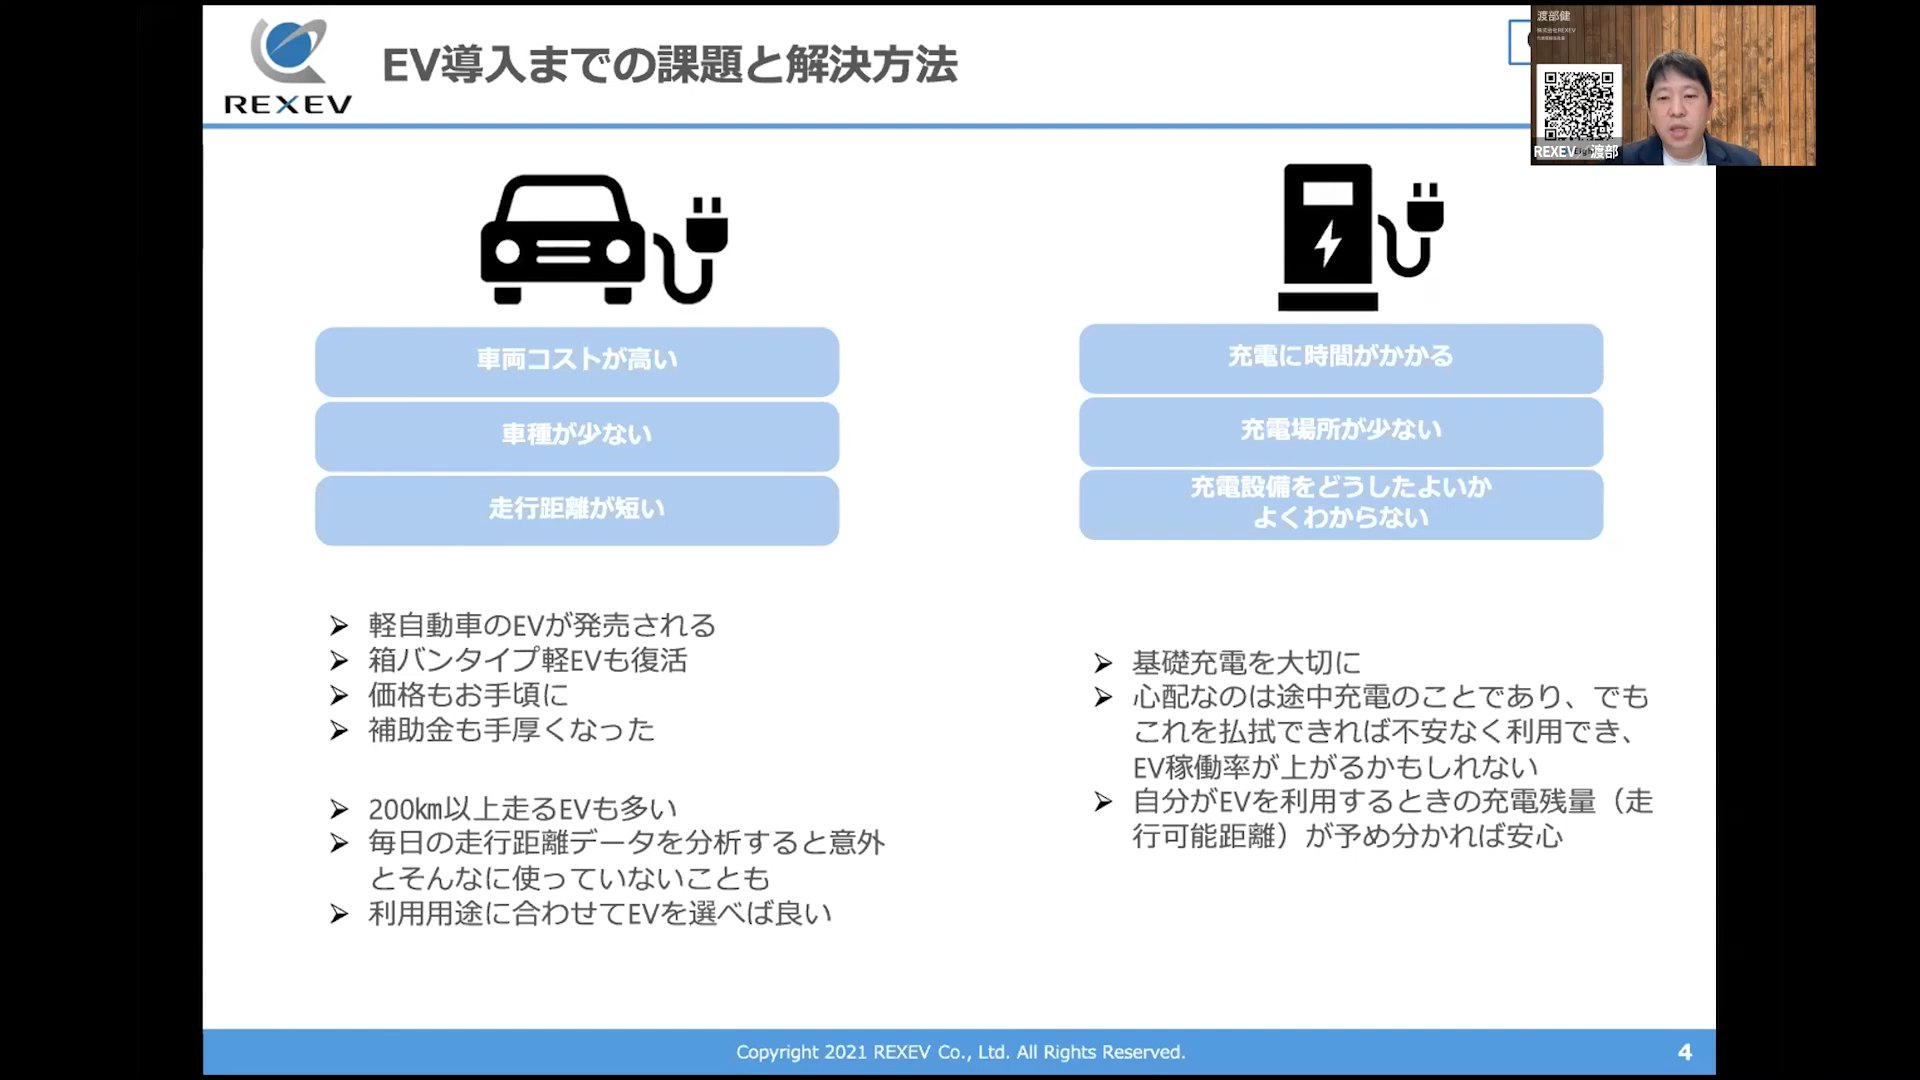 REXEV
EV導入までの課題と解決方法
渡部健
株式会社REXEV
REXEV 渡部
車両コストが高い
車種が少ない
走行距離が短い
軽自動車のEVが発売される
箱バンタイプ軽EVも復活
価格もお手頃に
補助金も手厚くなった
200km以上走るEVも多い
毎日の走行距離データを分析すると意外
とそんなに使っていないことも
利用用途に合わせてEVを選べば良い
充電に時間がかかる
充電場所が少ない
充電設備をどうしたよいか
よくわからない
基礎充電を大切に
心配なのは途中充電のことであり、でも
これを払拭できれば不安なく利用でき、
EV稼働率が上がるかもしれない
自分がEVを利用するときの充電残量（走
行可能距離）が予め分かれば安心
Copyright 2021 REXEV Co., Ltd. All Rights Reserved.
4